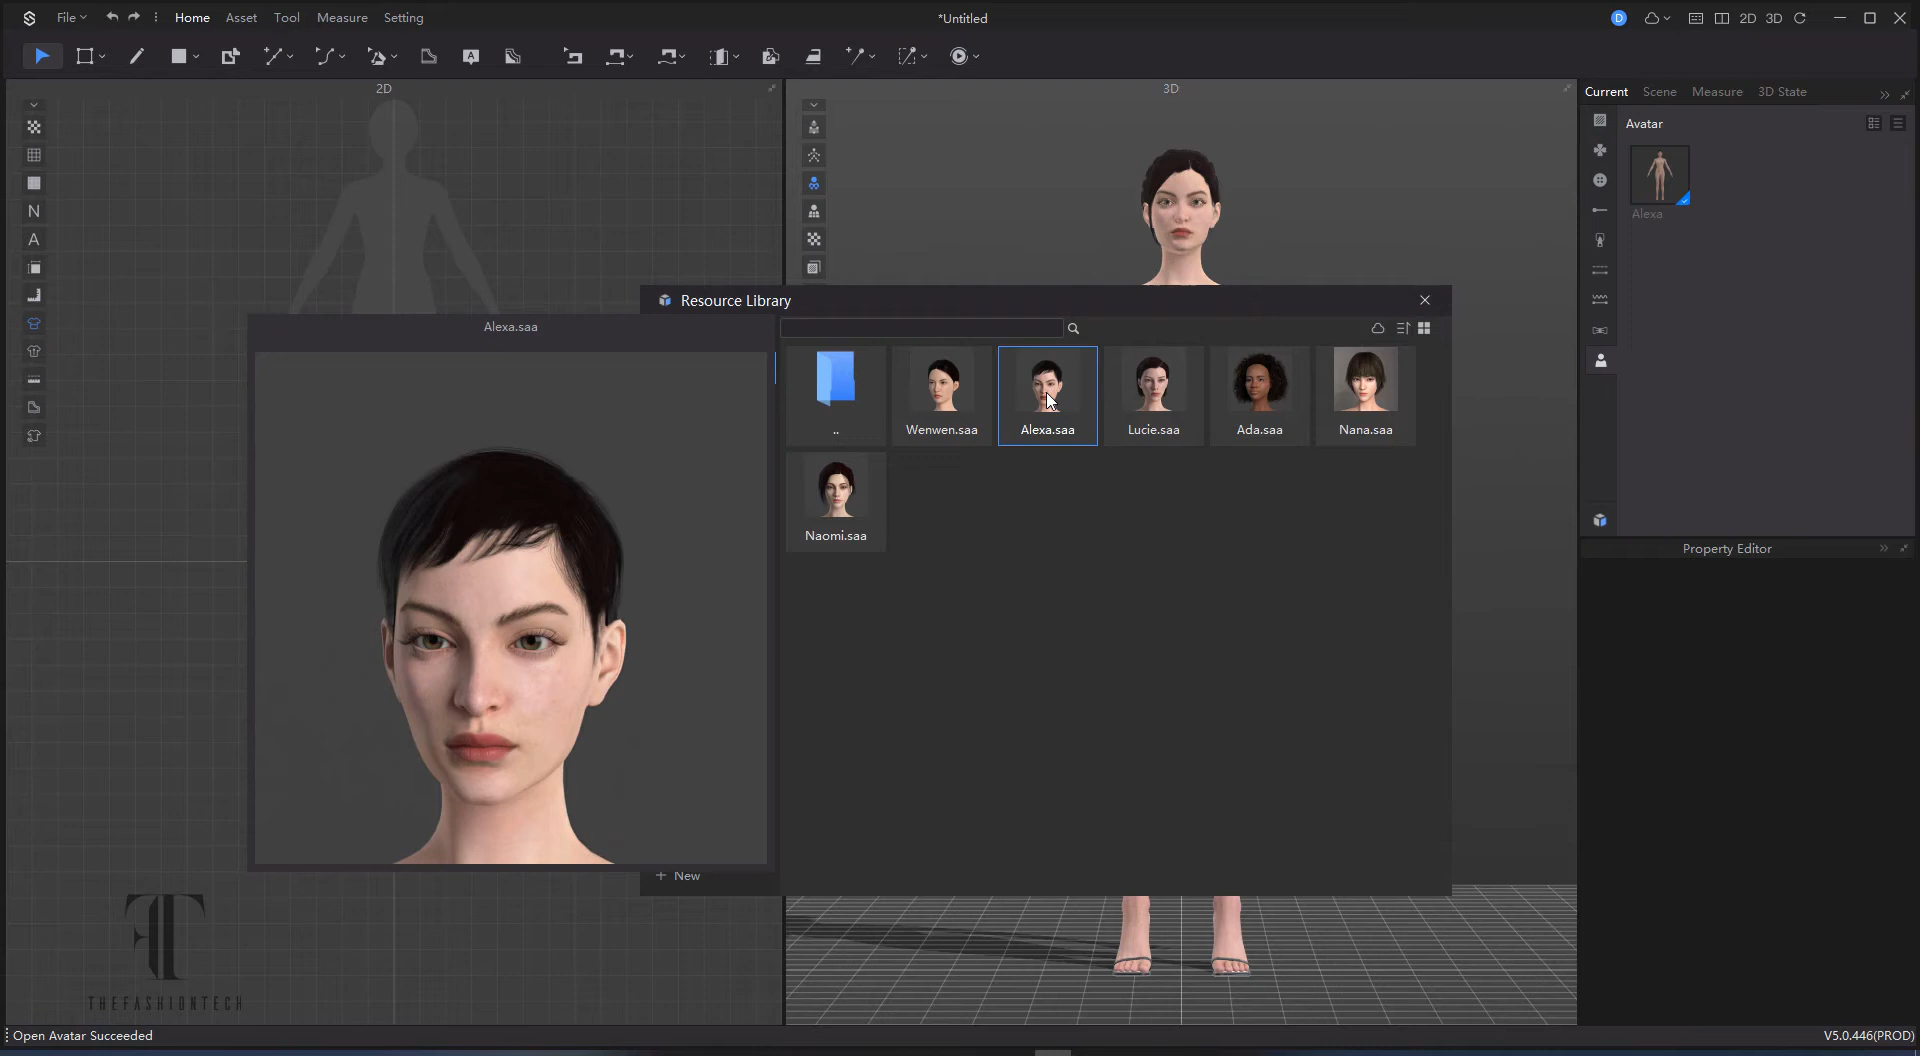 File
Home
Asset
Tool
Measure
Setting
*Untitled
D
2D
3D
2D
3D
Current
Scene
Measure
3D State
Avatar
Alexa
N
A
Resource Library
Alexa.saa
..
Wenwen.saa
Alexa.saa
Lucie.saa
Ada.saa
Nana.saa
Naomi.saa
Property Editor
New
THEFASHIONTECH
Open Avatar Succeeded
V5.0.446(PROD)